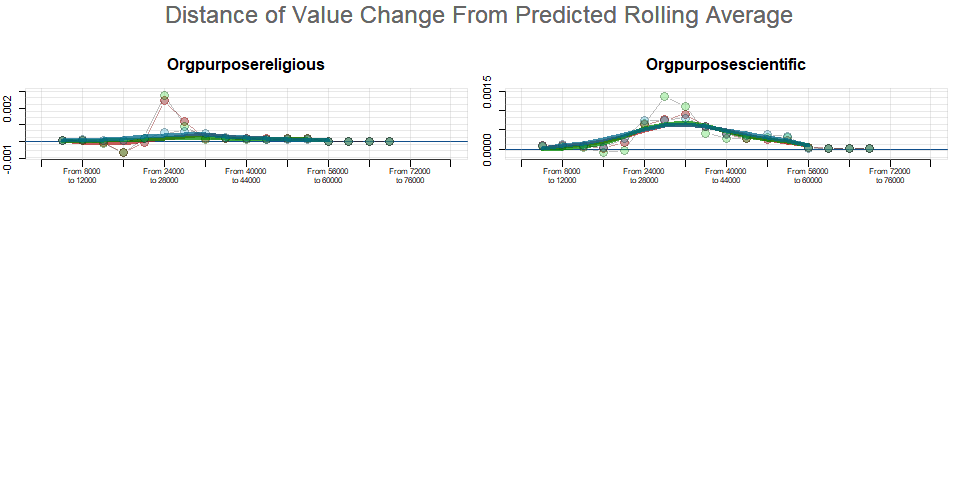 Distance of Value Change From Predicted Rolling Average
Orgpurposereligious
0.002
-0.001
From 8000
to 12000
From 24000
to 28000
From 40000
to 44000
From 56000
to 60000
From 72000
to 76000
Orgpurposescientific
0.0015
0.0000
From 8000
to 12000
From 24000
to 28000
From 40000
to 44000
From 56000
to 60000
From 72000
to 76000